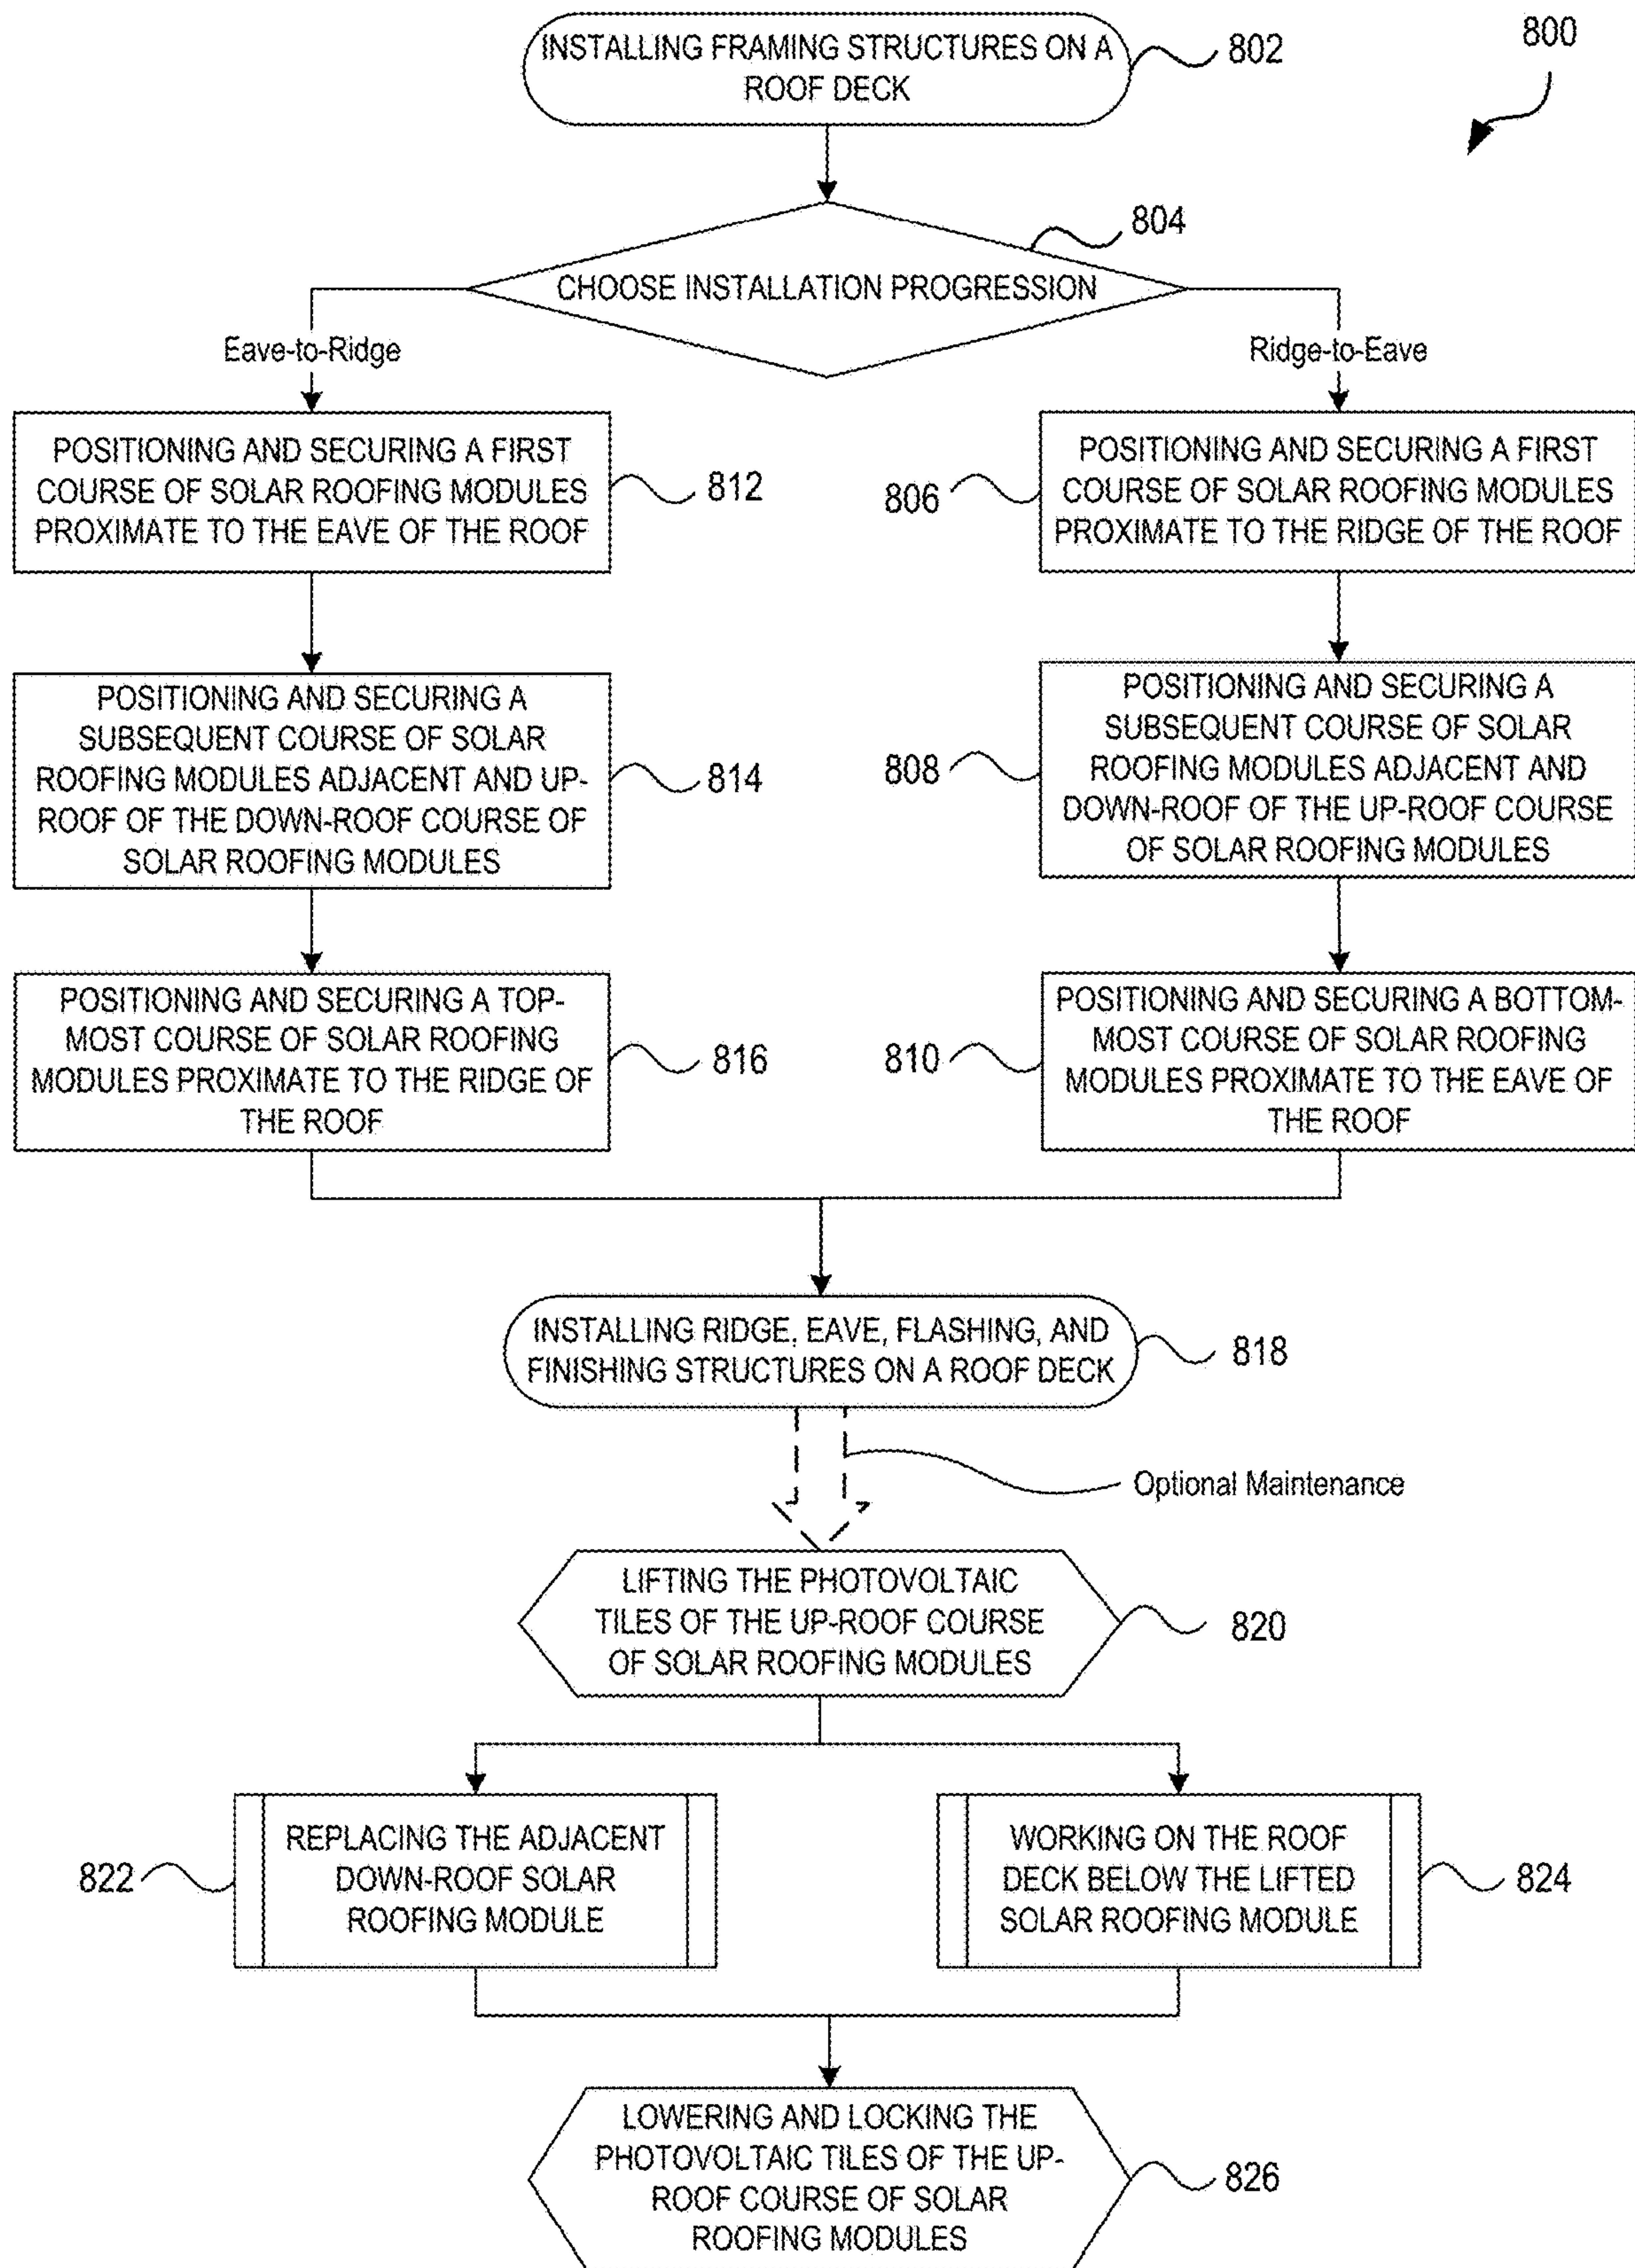 INSTALLING FRAMING STRUCTURES ON A
ROOF DECK
802
800
804
CHOOSE INSTALLATION PROGRESSION
Eave-to-Ridge
Ridge-to-Eave
POSITIONING AND SECURING A FIRST
COURSE OF SOLAR ROOFING MODULES
PROXIMATE TO THE EAVE OF THE ROOF
812
806
POSITIONING AND SECURING A FIRST
COURSE OF SOLAR ROOFING MODULES
PROXIMATE TO THE RIDGE OF THE ROOF
POSITIONING AND SECURING A
SUBSEQUENT COURSE OF SOLAR
ROOFING MODULES ADJACENT AND UP-
ROOF OF THE DOWN-ROOF COURSE OF
SOLAR ROOFING MODULES
814
808
POSITIONING AND SECURING A
SUBSEQUENT COURSE OF SOLAR
ROOFING MODULES ADJACENT AND
DOWN-ROOF OF THE UP-ROOF COURSE
OF SOLAR ROOFING MODULES
POSITIONING AND SECURING A TOP-
MOST COURSE OF SOLAR ROOFING
MODULES PROXIMATE TO THE RIDGE OF
THE ROOF
816
810
POSITIONING AND SECURING A BOTTOM-
MOST COURSE OF SOLAR ROOFING
MODULES PROXIMATE TO THE EAVE OF
THE ROOF
INSTALLING RIDGE, EAVE, FLASHING, AND
FINISHING STRUCTURES ON A ROOF DECK
818
Optional Maintenance
LIFTING THE PHOTOVOLTAIC
TILES OF THE UP-ROOF COURSE
OF SOLAR ROOFING MODULES
820
822
REPLACING THE ADJACENT
DOWN-ROOF SOLAR
ROOFING MODULE
WORKING ON THE ROOF
DECK BELOW THE LIFTED
SOLAR ROOFING MODULE
824
LOWERING AND LOCKING THE
PHOTOVOLTAIC TILES OF THE UP-
ROOF COURSE OF SOLAR
ROOFING MODULES
826